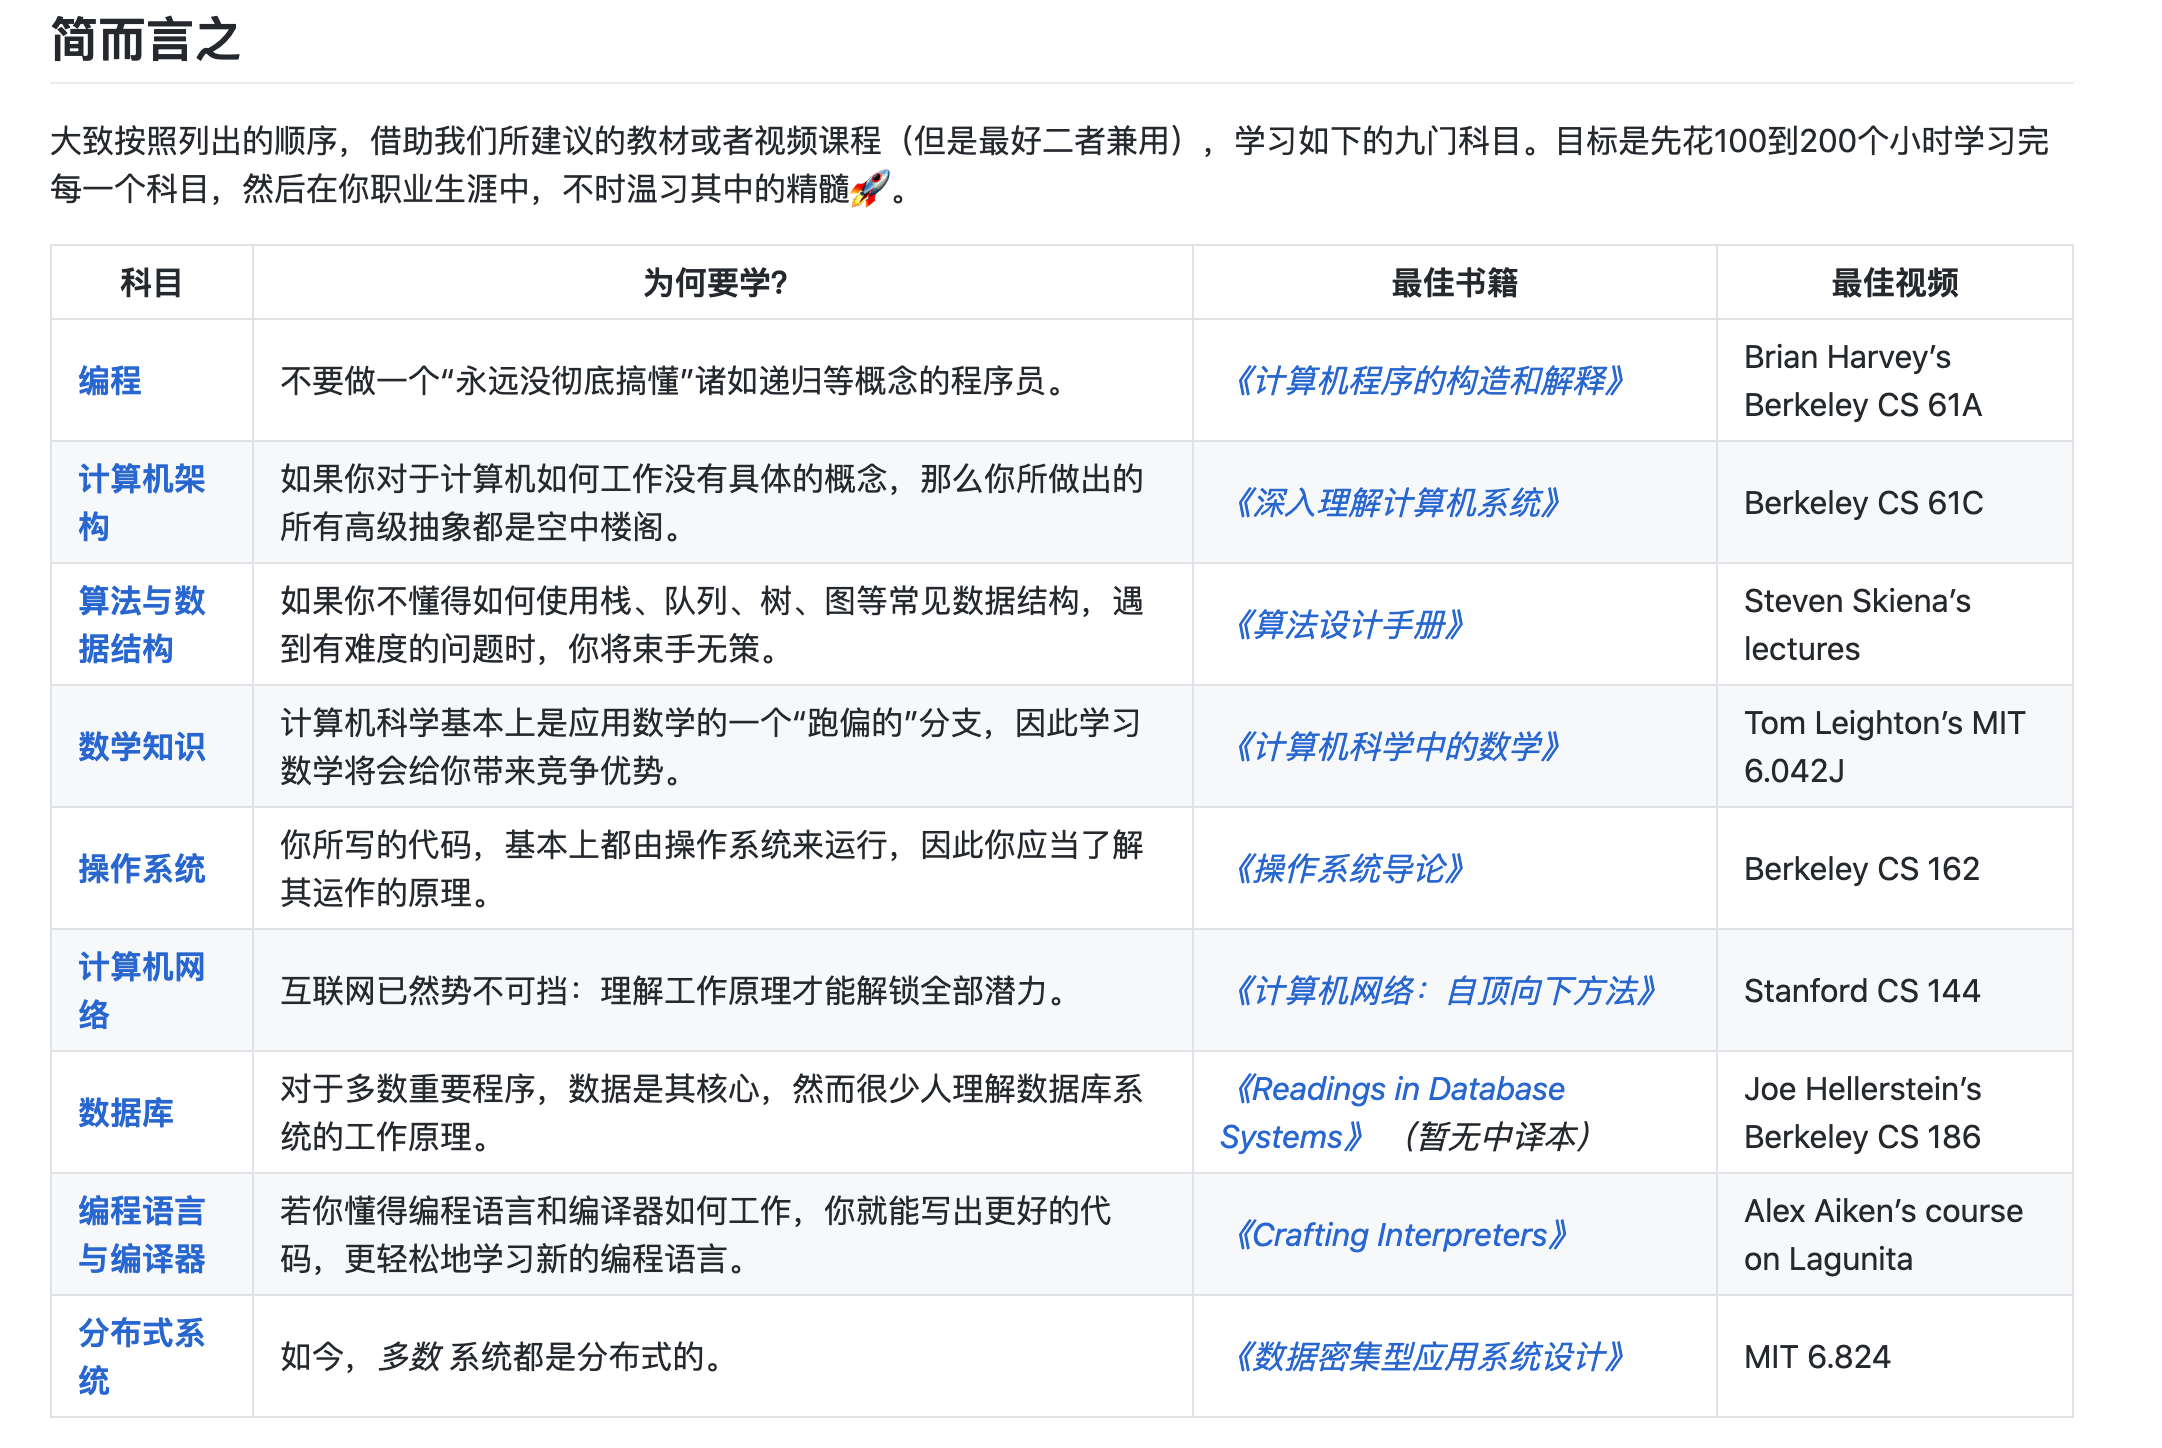 简而言之
大致按照列出的顺序，借助我们所建议的教材或者视频课程（但是最好二者兼用），学习如下的九门科目。目标是先花100到200个小时学习完
每一个科目，然后在你职业生涯中，不时温习其中的精髓🚀。
科目 为何要学? 最佳书籍 最佳视频
编程
不要做一个“永远没彻底搞懂”诸如递归等概念的程序员。
《计算机程序的构造和解释》
Brian Harvey’s
Berkeley CS 61A
计算机架
构
如果你对于计算机如何工作没有具体的概念，那么你所做出的
所有高级抽象都是空中楼阁。
《深入理解计算机系统》
Berkeley CS 61C
算法与数
据结构
如果你不懂得如何使用栈、队列、树、图等常见数据结构，遇
到有难度的问题时，你将束手无策。
《算法设计手册》
Steven Skiena’s
lectures
数学知识
计算机科学基本上是应用数学的一个“跑偏的”分支，因此学习
数学将会给你带来竞争优势。
《计算机科学中的数学》
Tom Leighton’s MIT
6.042J
操作系统
你所写的代码，基本上都由操作系统来运行，因此你应当了解
其运作的原理。
《操作系统导论》
Berkeley CS 162
计算机网
络
互联网已然势不可挡：理解工作原理才能解锁全部潜力。
《计算机网络：自顶向下方法》
Stanford CS 144
数据库
对于多数重要程序，数据是其核心，然而很少人理解数据库系
统的工作原理。
《Readings in Database
Systems》（暂无中译本）
Joe Hellerstein’s
Berkeley CS 186
编程语言
与编译器
若你懂得编程语言和编译器如何工作，你就能写出更好的代
码，更轻松地学习新的编程语言。
《Crafting Interpreters》
Alex Aiken’s course
on Lagunita
分布式系
统
如今，多数 系统都是分布式的。
《数据密集型应用系统设计》
MIT 6.824